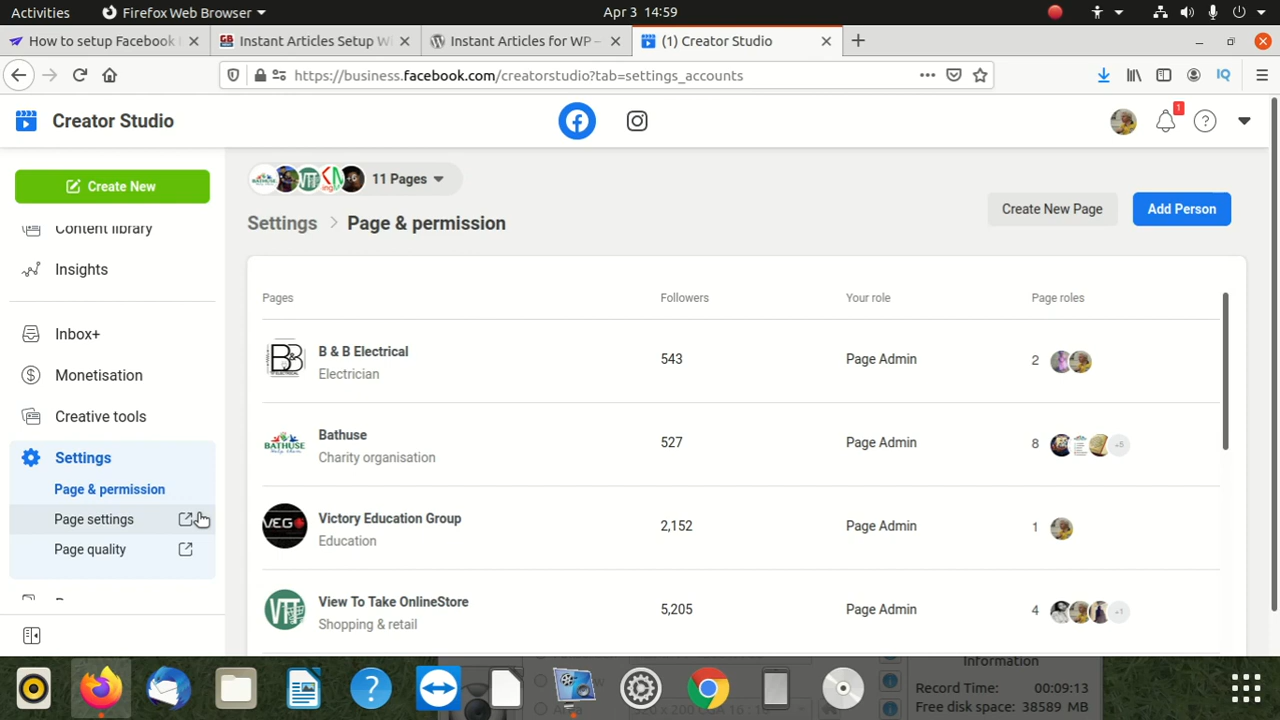 Activities
Firefox Web Browser
Apr 3 14:59
How to setup Facebook
Instant Articles Setup W
Instant Articles for WP –
(1) Creator Studio
https://business.facebook.com/creatorstudio?tab=settings_accounts
IQ
Creator Studio
1
Create New
11 Pages
Create New Page
Add Person
Settings > Page & permission
Content library
Insights
Inbox+
Monetisation
Creative tools
Settings
Page & permission
Page settings
Page quality
Pages
Followers
Your role
Page roles
B & B Electrical
Electrician
543
Page Admin
2
Bathuse
Charity organisation
527
Page Admin
8
+5
Victory Education Group
Education
2,152
Page Admin
1
View To Take OnlineStore
Shopping & retail
5,205
Page Admin
4
+1
Information
Record Time: 00:09:13
Free disk space: 38589 MB